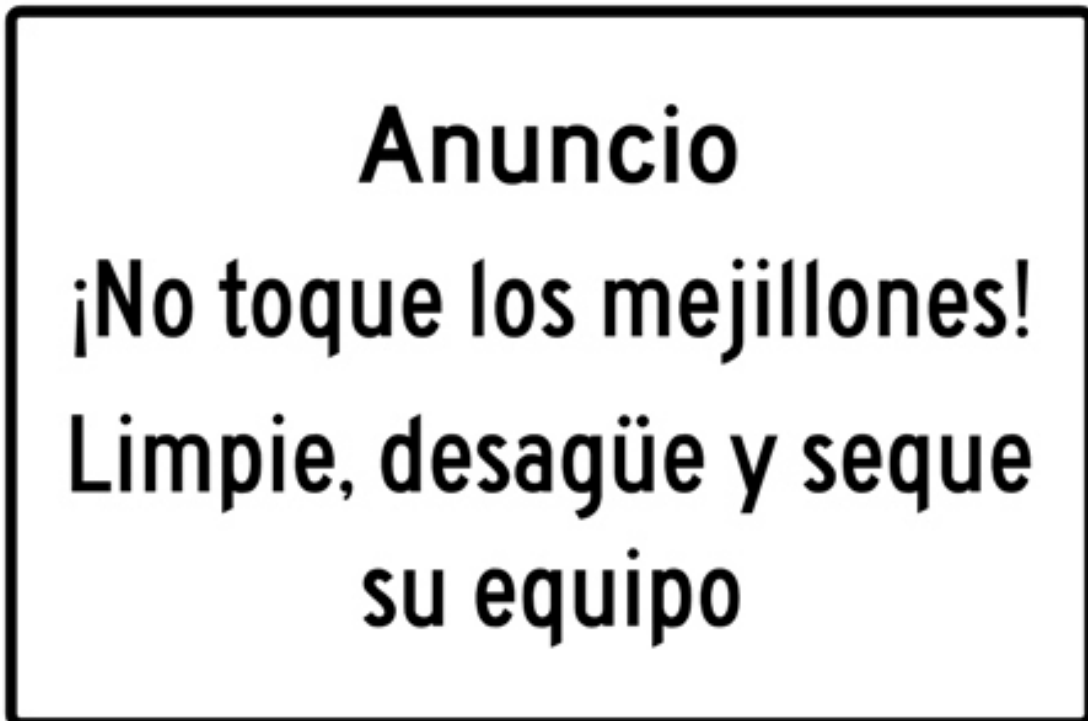 Anuncio
¡No toque los mejillones!
Limpie, desagüe y seque
su equipo